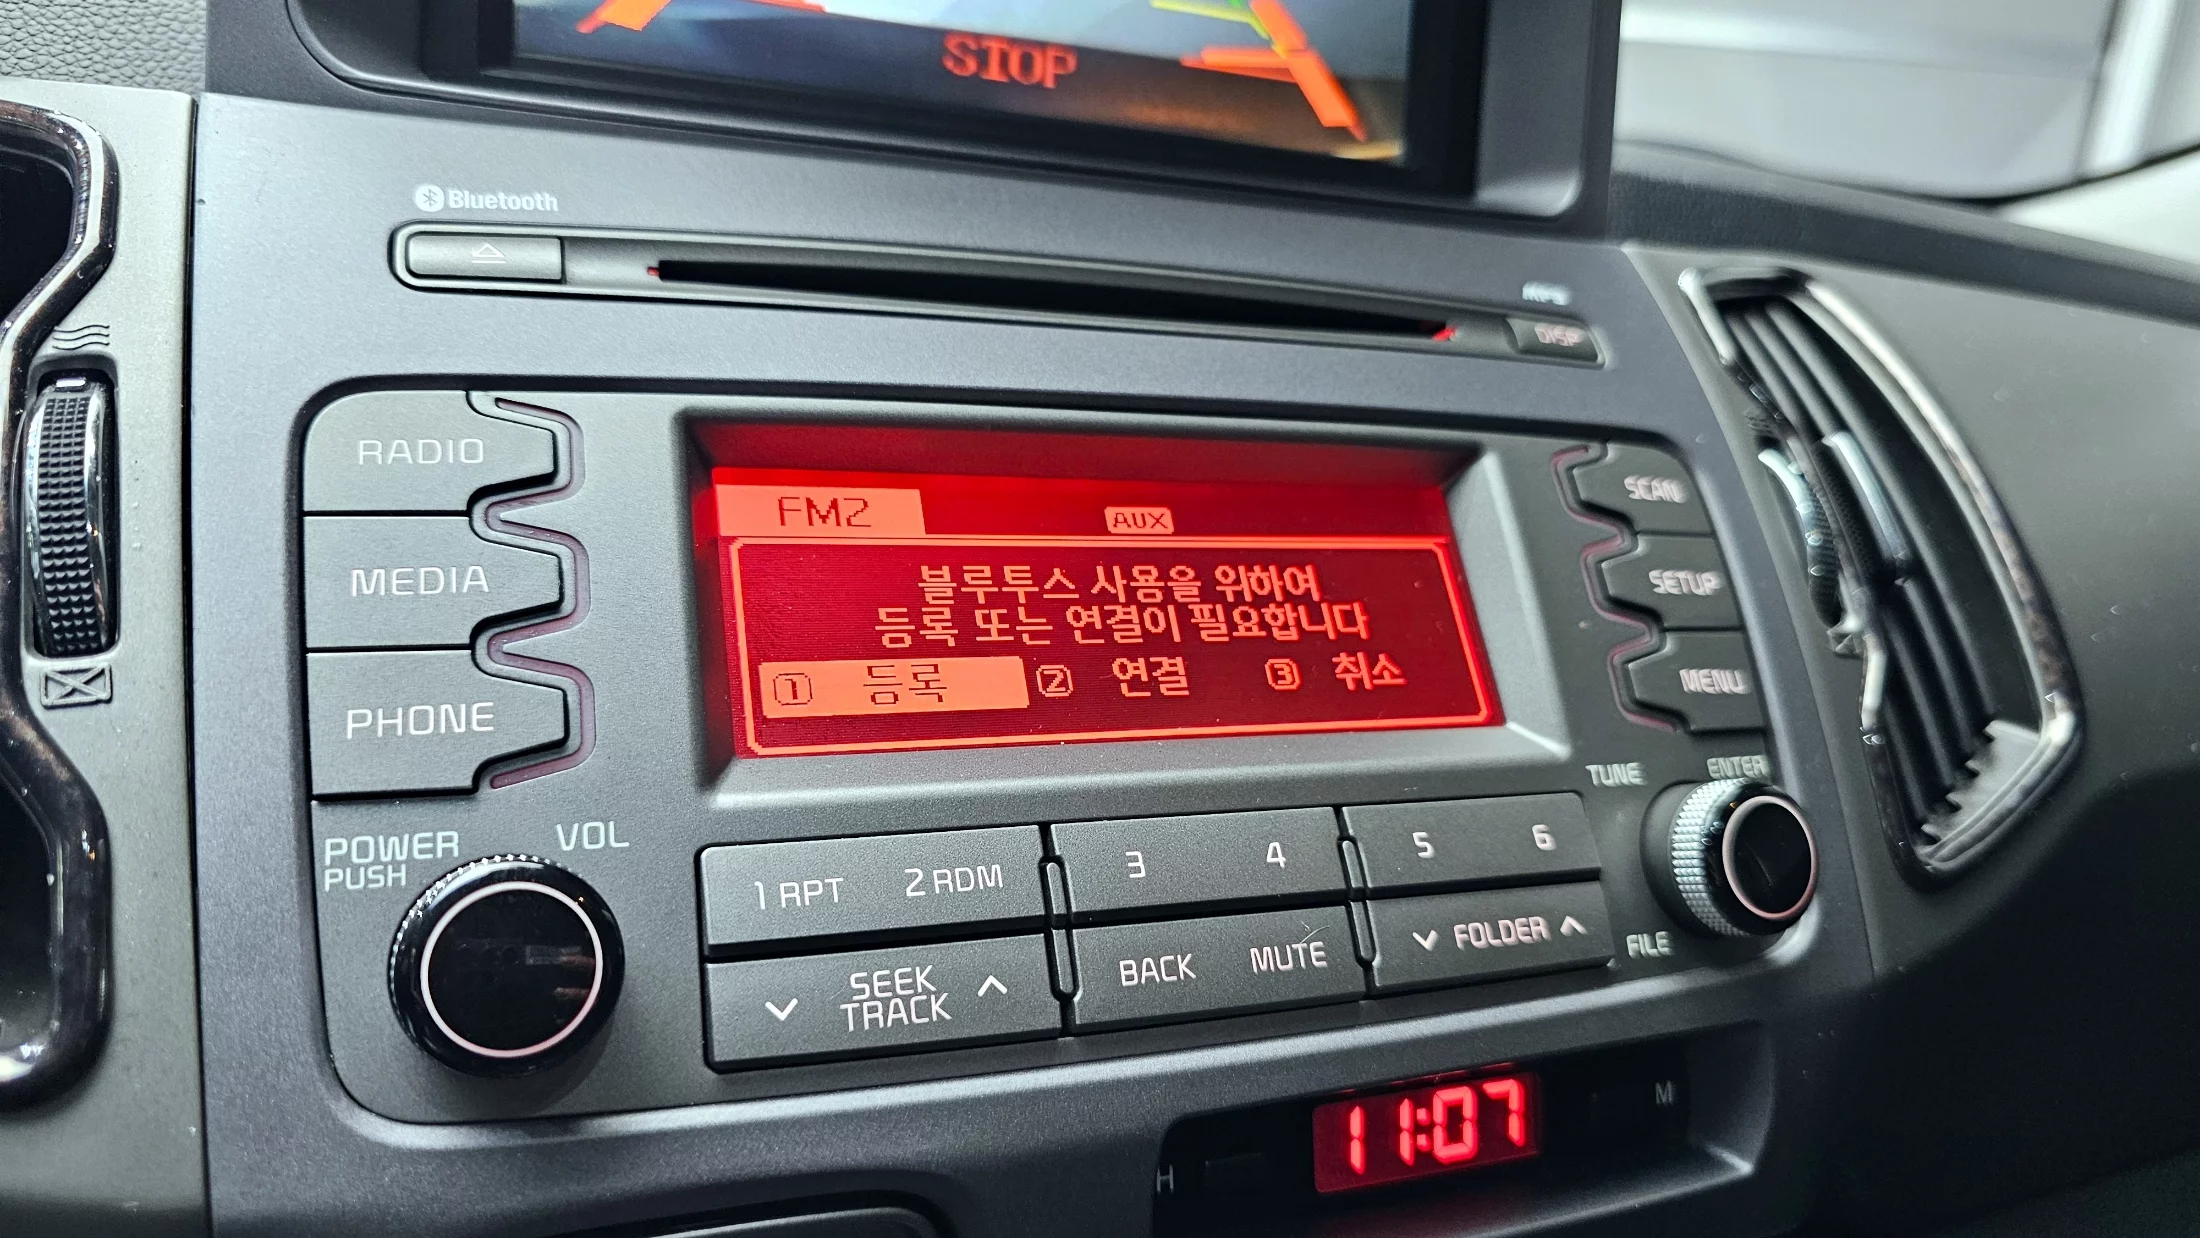 STOP
Bluetooth
DISP
RADIO
MEDIA
PHONE
FM2
AUX
블루투스 사용을 위하여
등록 또는 연결이 필요합니다
① 등록 ② 연결 ③ 취소
SCAN
SETUP
MENU
TUNE
ENTER
POWER
PUSH
VOL
1 RPT 2 RDM 3 4 5 6
SEEK
TRACK
BACK MUTE
FOLDER
FILE
11:07
H
M